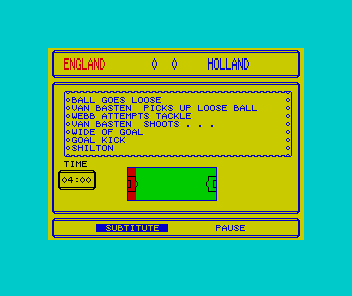 ENGLAND 0 0 HOLLAND
BALL GOES LOOSE
VAN BASTEN PICKS UP LOOSE BALL
WEBB ATTEMPTS TACKLE
VAN BASTEN SHOOTS . . .
WIDE OF GOAL
GOAL KICK
SHILTON
TIME
04:00
SUBTITUTE PAUSE